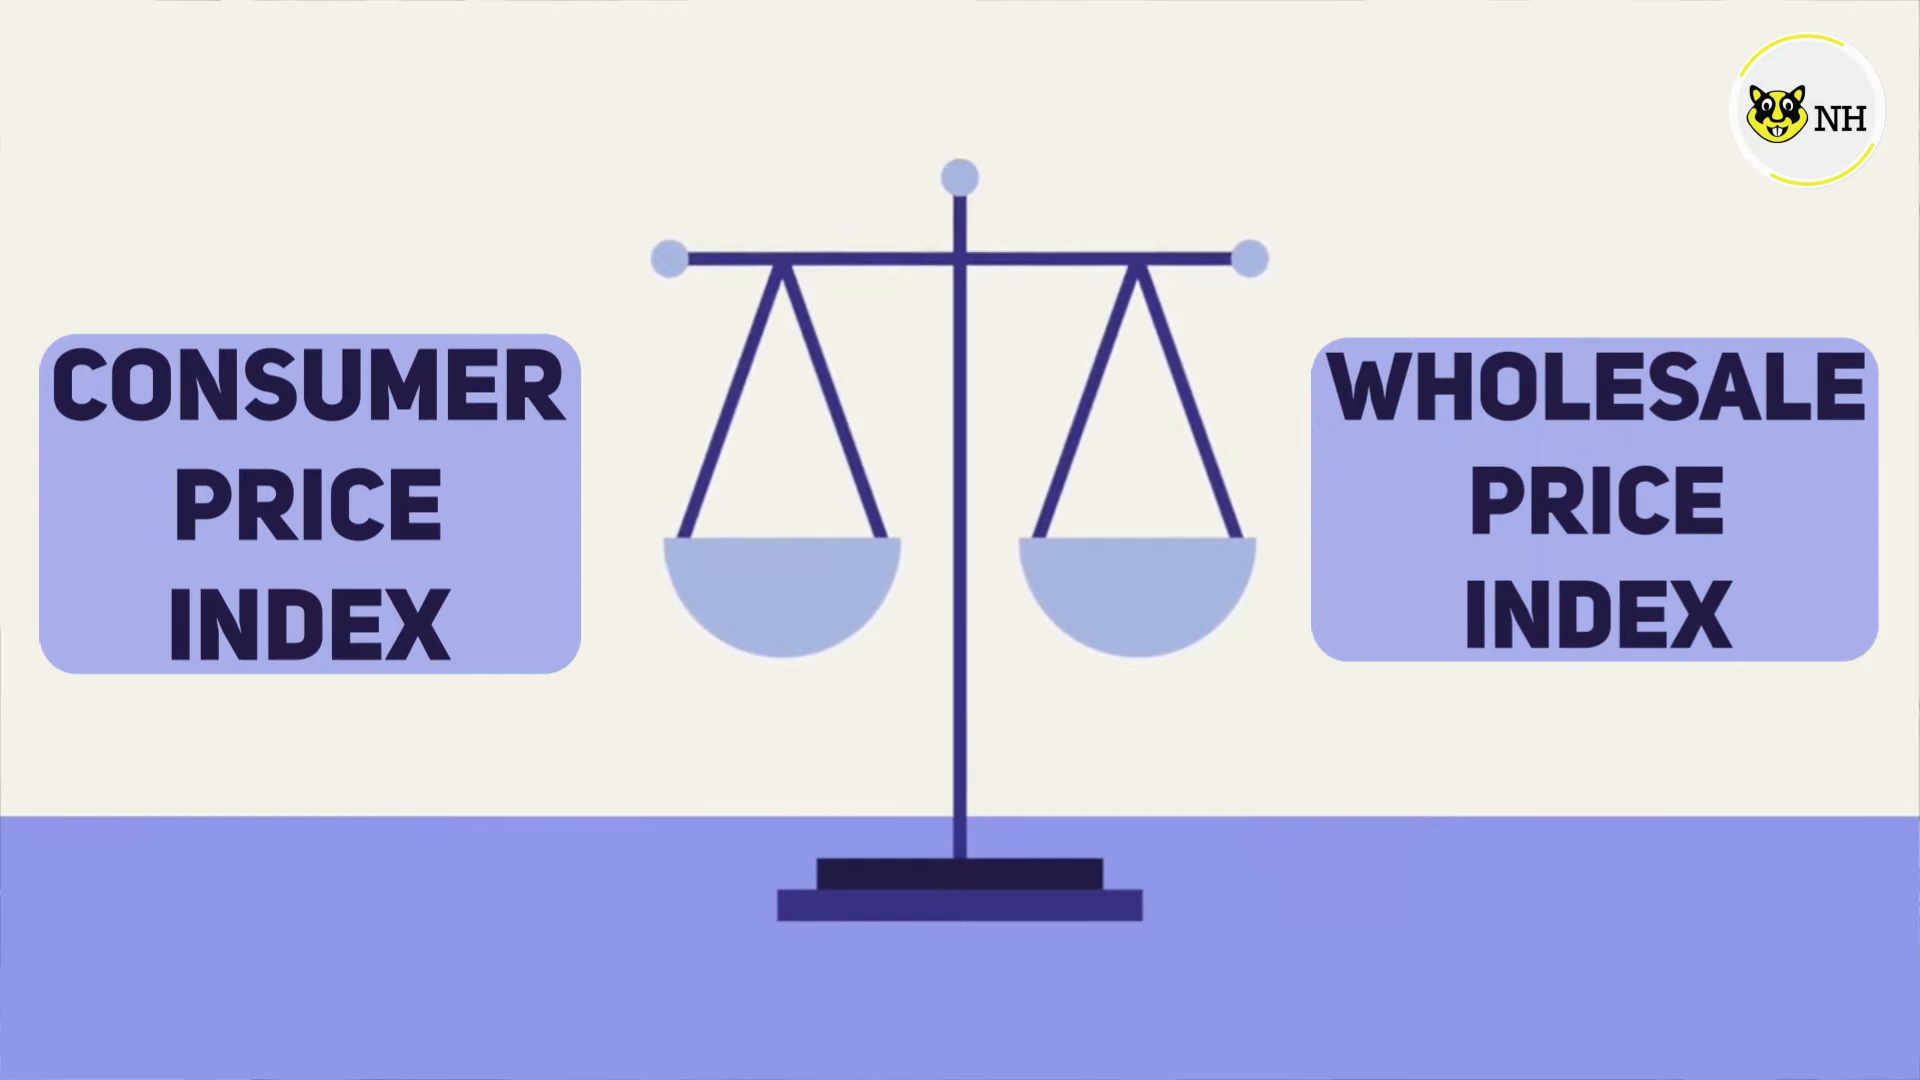 NH
CONSUMER
PRICE
INDEX
WHOLESALE
PRICE
INDEX